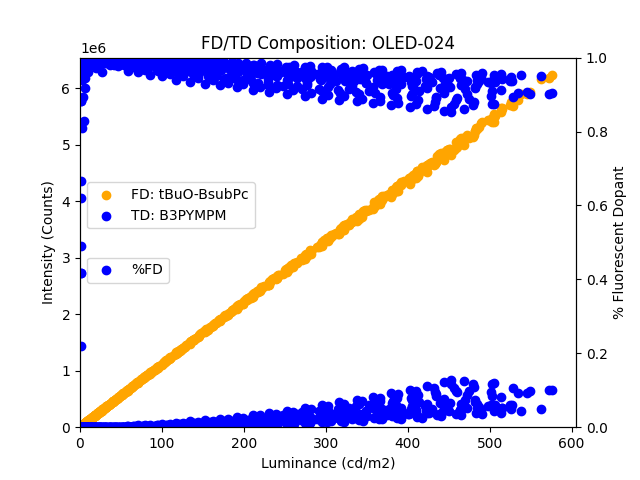 FD/TD Composition: OLED-024
1e6
Intensity (Counts)
6
5
4
3
2
1
0
FD: tBuO-BsubPc
TD: B3PYMPM
%FD
1.0
0.8
0.6
0.4
0.2
0.0
% Fluorescent Dopant
0 100 200 300 400 500 600
Luminance (cd/m2)